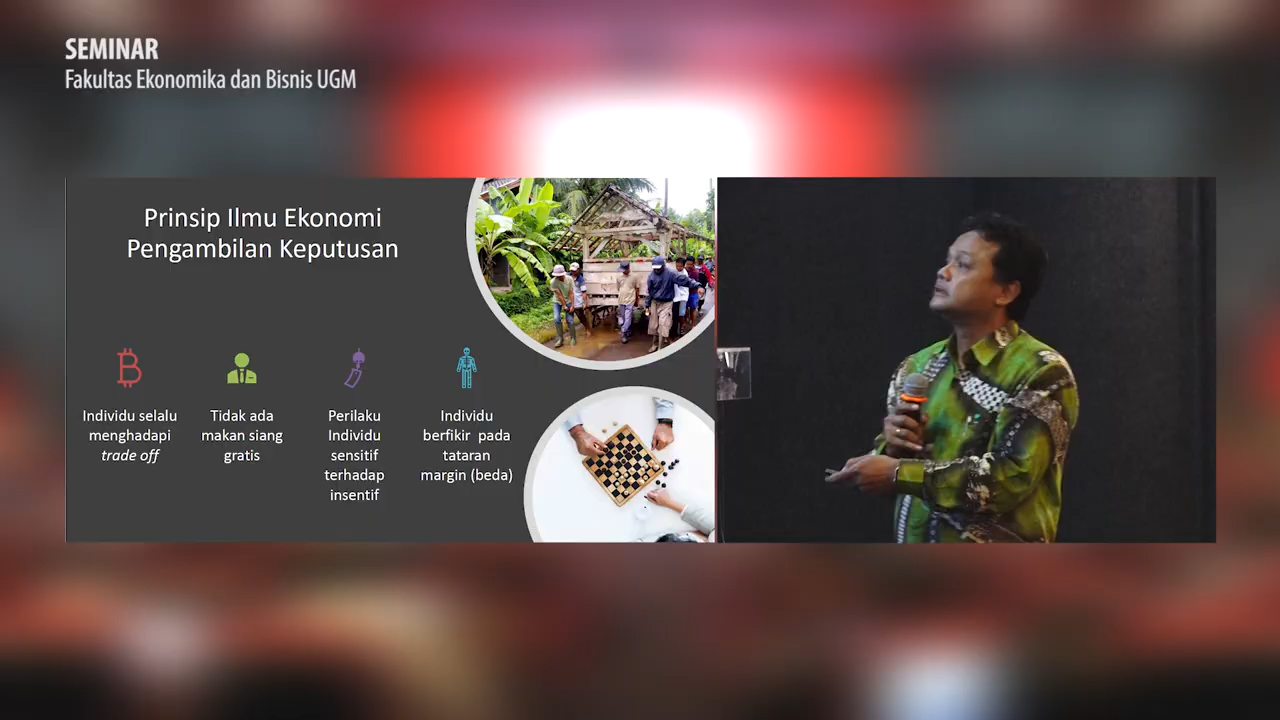 SEMINAR
Fakultas Ekonomika dan Bisnis UGM
Prinsip Ilmu Ekonomi
Pengambilan Keputusan
Individu selalu
menghadapi
trade off
Tidak ada
makan siang
gratis
Perilaku
Individu
sensitif
terhadap
insentif
Individu
berfikir pada
tataran
margin (beda)